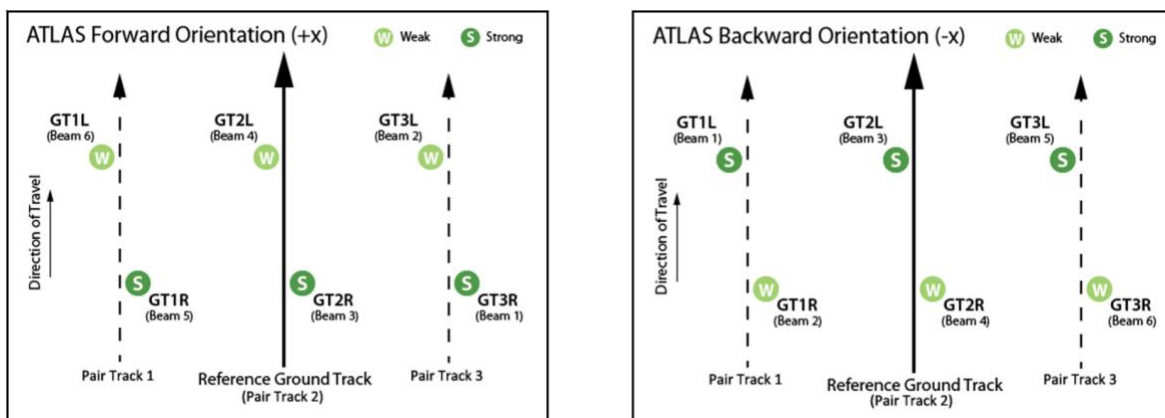 ATLAS Forward Orientation (+x)
W Weak
S Strong
GT1L
(Beam 6)
W
GT2L
(Beam 4)
W
GT3L
(Beam 2)
W
Direction of Travel
S
GT1R
(Beam 5)
S
GT2R
(Beam 3)
S
GT3R
(Beam 1)
Pair Track 1
Reference Ground Track
(Pair Track 2)
Pair Track 3
ATLAS Backward Orientation (-x)
W Weak
S Strong
GT1L
(Beam 1)
S
GT2L
(Beam 3)
S
GT3L
(Beam 5)
S
Direction of Travel
W
GT1R
(Beam 2)
W
GT2R
(Beam 4)
W
GT3R
(Beam 6)
Pair Track 1
Reference Ground Track
(Pair Track 2)
Pair Track 3